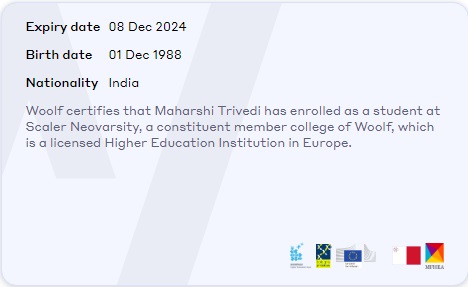 Expiry date 08 Dec 2024
Birth date 01 Dec 1988
Nationality India
Woolf certifies that Maharshi Trivedi has enrolled as a student at
Scaler Neovarsity, a constituent member college of Woolf, which
is a licensed Higher Education Institution in Europe.
MFHEA